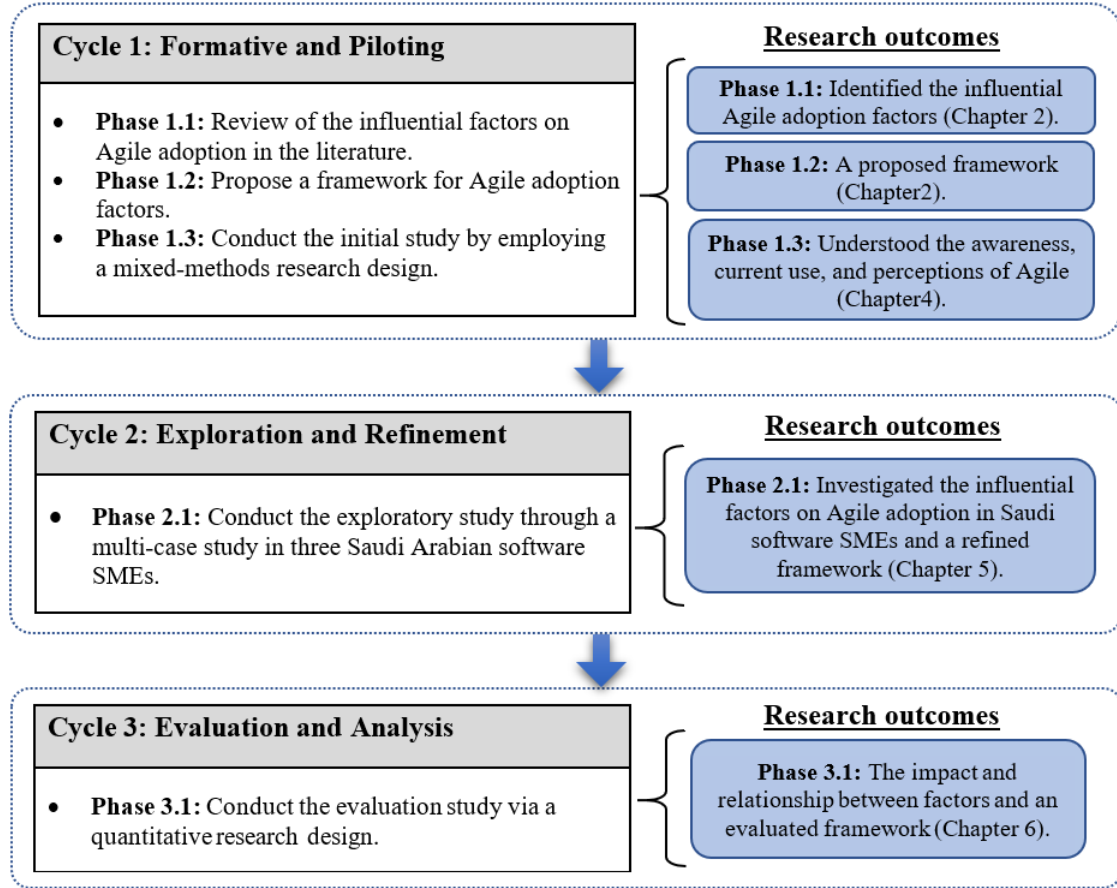 Cycle 1: Formative and Piloting
• Phase 1.1: Review of the influential factors on
Agile adoption in the literature.
• Phase 1.2: Propose a framework for Agile adoption
factors.
• Phase 1.3: Conduct the initial study by employing
a mixed-methods research design.
Research outcomes
Phase 1.1: Identified the influential
Agile adoption factors (Chapter 2).
Phase 1.2: A proposed framework
(Chapter2).
Phase 1.3: Understood the awareness,
current use, and perceptions of Agile
(Chapter4).
Cycle 2: Exploration and Refinement
• Phase 2.1: Conduct the exploratory study through a
multi-case study in three Saudi Arabian software
SMEs.
Research outcomes
Phase 2.1: Investigated the influential
factors on Agile adoption in Saudi
software SMEs and a refined
framework (Chapter 5).
Cycle 3: Evaluation and Analysis
• Phase 3.1: Conduct the evaluation study via a
quantitative research design.
Research outcomes
Phase 3.1: The impact and
relationship between factors and an
evaluated framework (Chapter 6).